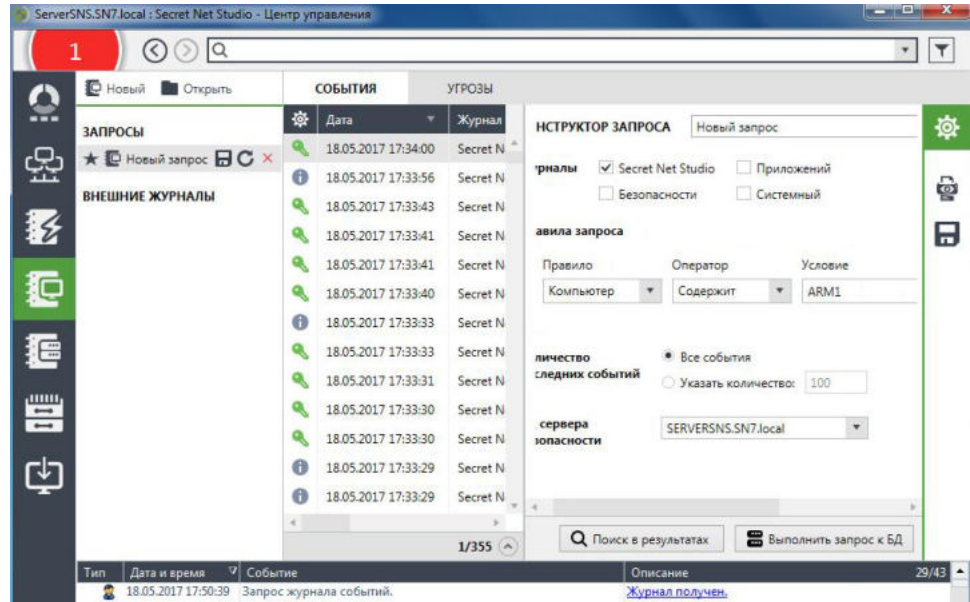 ServerSNS.SN7.local : Secret Net Studio - Центр управления
1
Новый Открыть
СОБЫТИЯ УГРОЗЫ
ЗАПРОСЫ
Новый запрос
ВНЕШНИЕ ЖУРНАЛЫ
Дата Журнал
18.05.2017 17:34:00 Secret N
18.05.2017 17:33:56 Secret N
18.05.2017 17:33:43 Secret N
18.05.2017 17:33:41 Secret N
18.05.2017 17:33:41 Secret N
18.05.2017 17:33:40 Secret N
18.05.2017 17:33:33 Secret N
18.05.2017 17:33:33 Secret N
18.05.2017 17:33:31 Secret N
18.05.2017 17:33:30 Secret N
18.05.2017 17:33:30 Secret N
18.05.2017 17:33:29 Secret N
18.05.2017 17:33:29 Secret N
1/355
НСТРУКТОР ЗАПРОСА Новый запрос
рналы Secret Net Studio Приложений
Безопасности Системный
авила запроса
Правило Оператор Условие
Компьютер Содержит ARM1
личество
следних событий
Все события
Указать количество: 100
сервера
зопасности
SERVERSNS.SN7.local
Поиск в результатах Выполнить запрос к БД
Тип Дата и время Событие Описание 29/43
18.05.2017 17:50:39 Запрос журнала событий. Журнал получен.